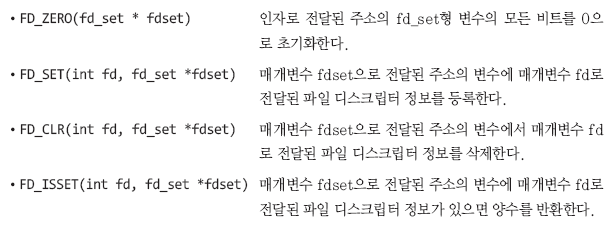 • FD_ZERO(fd_set * fdset) 인자로 전달된 주소의 fd_set형 변수의 모든 비트를 0으
로 초기화한다.
• FD_SET(int fd, fd_set *fdset) 매개변수 fdset으로 전달된 주소의 변수에 매개변수 fd로
전달된 파일 디스크립터 정보를 등록한다.
• FD_CLR(int fd, fd_set *fdset) 매개변수 fdset으로 전달된 주소의 변수에서 매개변수 fd
로 전달된 파일 디스크립터 정보를 삭제한다.
• FD_ISSET(int fd, fd_set *fdset) 매개변수 fdset으로 전달된 주소의 변수에 매개변수 fd로
전달된 파일 디스크립터 정보가 있으면 양수를 반환한다.